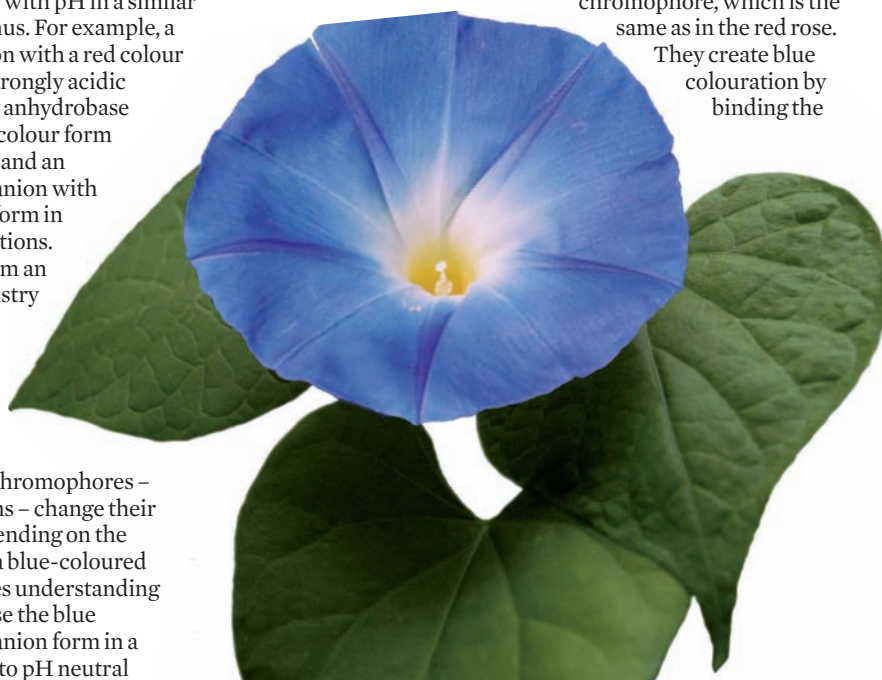 with pH in a similar
nus. For example, a
on with a red colour
rongly acidic
anhydrobase
colour form
and an
anion with
orm in
tions.
m an
stry
hromophores –
ns – change their
ending on the
a blue-coloured
es understanding
se the blue
anion form in a
to pH neutral
chromophore, which is the
same as in the red rose.
They create blue
colouration by
binding the